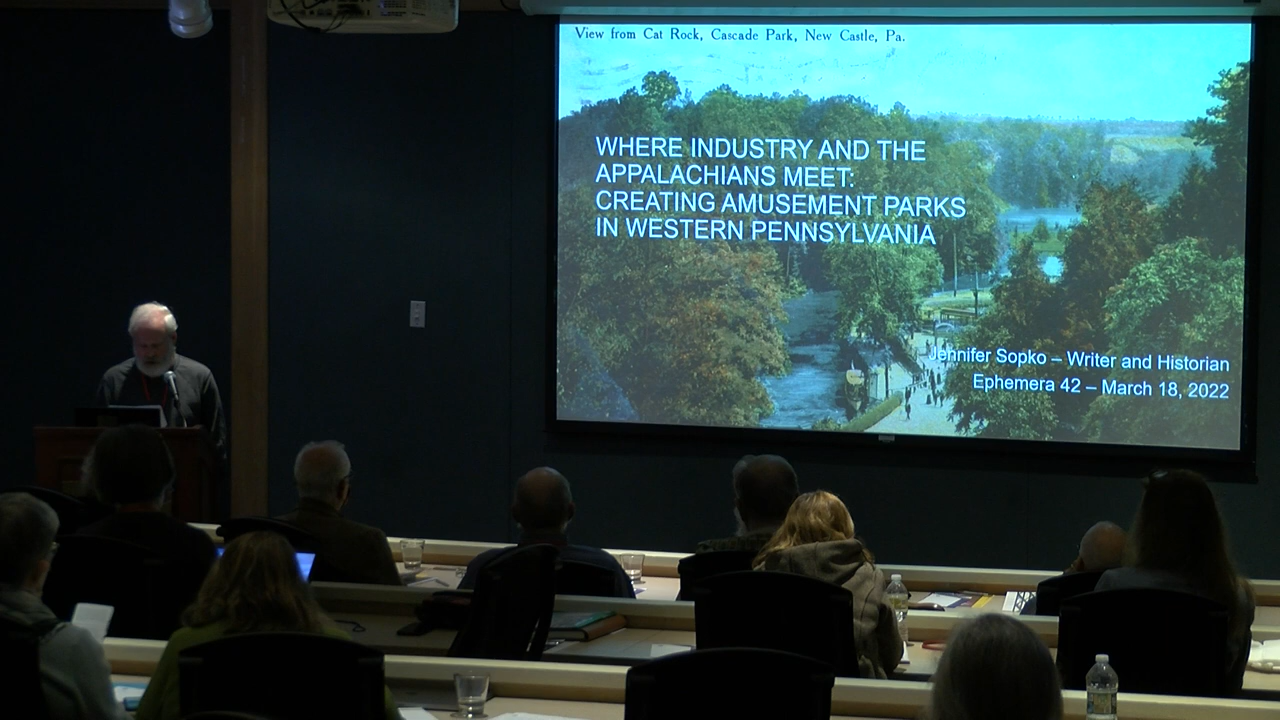 View from Cat Rock, Cascade Park, New Castle, Pa.
WHERE INDUSTRY AND THE
APPALACHIANS MEET:
CREATING AMUSEMENT PARKS
IN WESTERN PENNSYLVANIA
Jennifer Sopko – Writer and Historian
Ephemera 42 – March 18, 2022